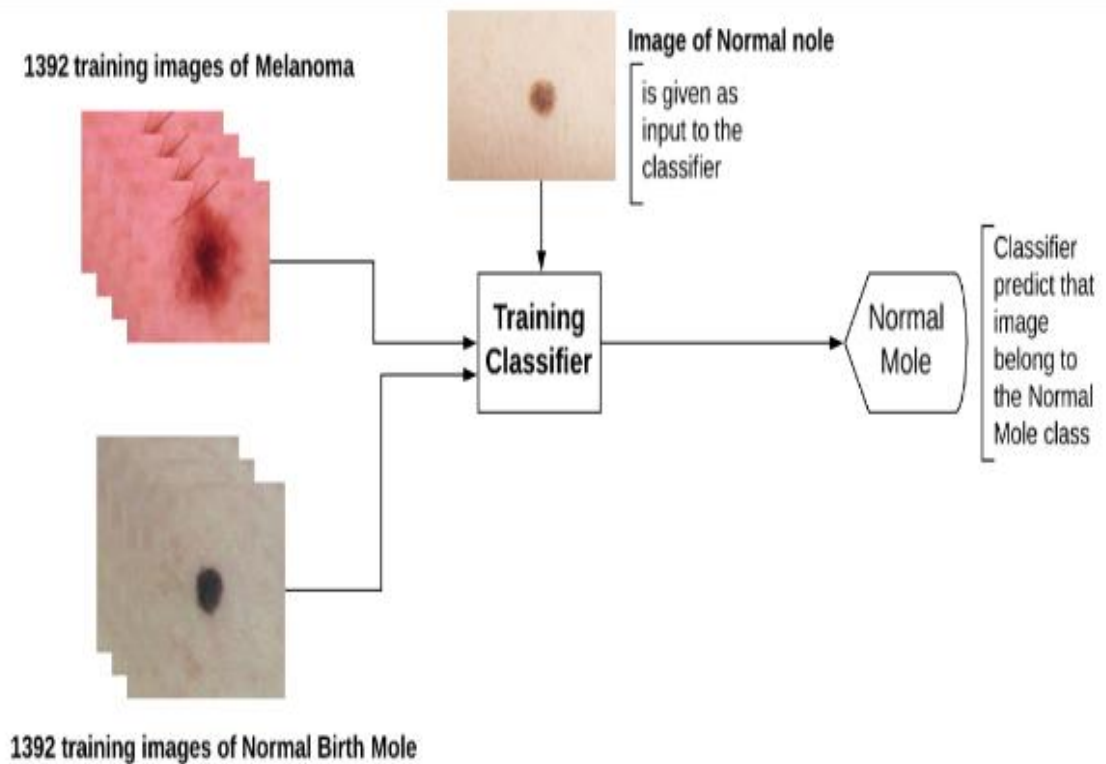 1392 training images of Melanoma
Image of Normal nole
is given as
input to the
classifier
Training
Classifier
Normal
Mole
Classifier
predict that
image
belong to
the Normal
Mole class
1392 training images of Normal Birth Mole